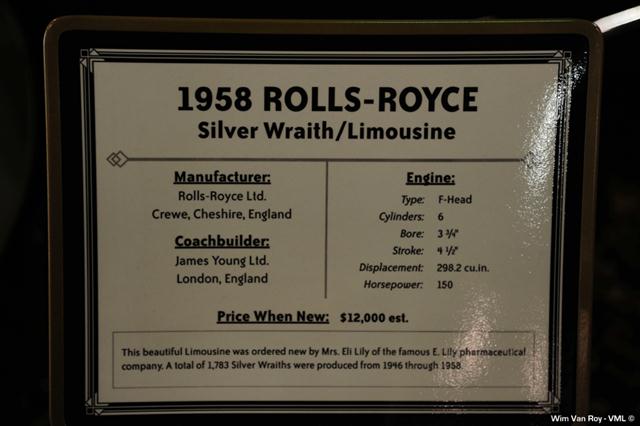 1958 ROLLS-ROYCE
Silver Wraith/Limousine
Manufacturer:
Rolls-Royce Ltd.
Crewe, Cheshire, England
Coachbuilder:
James Young Ltd.
London, England
Engine:
Type: F-Head
Cylinders: 6
Bore: 3 3/4"
Stroke: 4 1/2"
Displacement: 298.2 cu.in.
Horsepower: 150
Price When New: $12,000 est.
This beautiful Limousine was ordered new by Mrs. Eli Lily of the famous E. Lily pharmaceutical
company. A total of 1,783 Silver Wraiths were produced from 1946 through 1958.
Wim Van Roy - VML ©